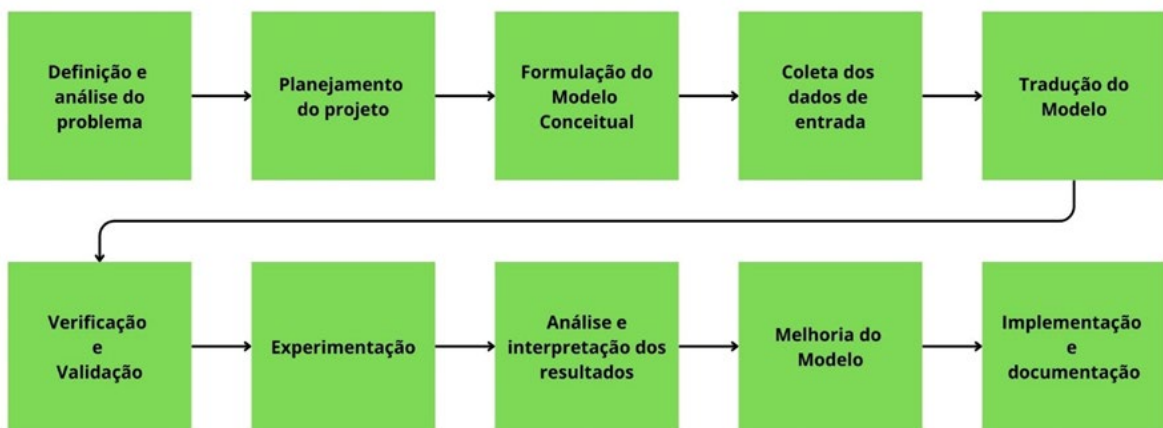 Definição e
análise do
problema
Planejamento
do projeto
Formulação do
Modelo
Conceitual
Coleta dos
dados de
entrada
Tradução do
Modelo
Verificação
e
Validação
Experimentação
Análise e
interpretação dos
resultados
Melhoria do
Modelo
Implementação
e
documentação